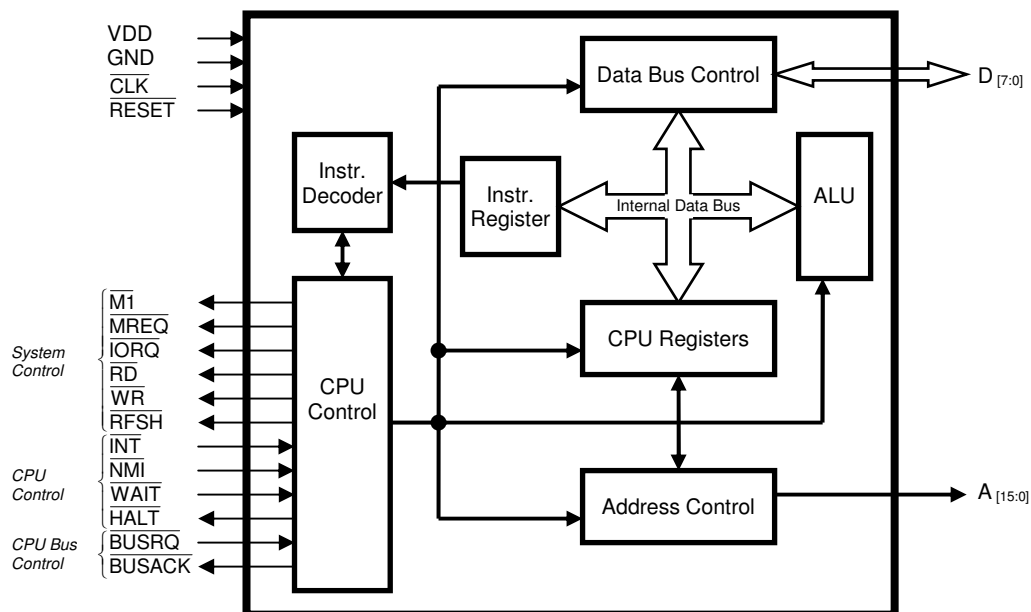 VDD
GND
CLK
RESET
Data Bus Control
D [7:0]
Instr.
Decoder
Instr.
Register
Internal Data Bus
ALU
System
Control
M1
MREQ
IORQ
RD
WR
RFSH
CPU
Control
INT
NMI
WAIT
HALT
CPU Bus
Control
BUSRQ
BUSACK
CPU
Control
CPU Registers
Address Control
A [15:0]